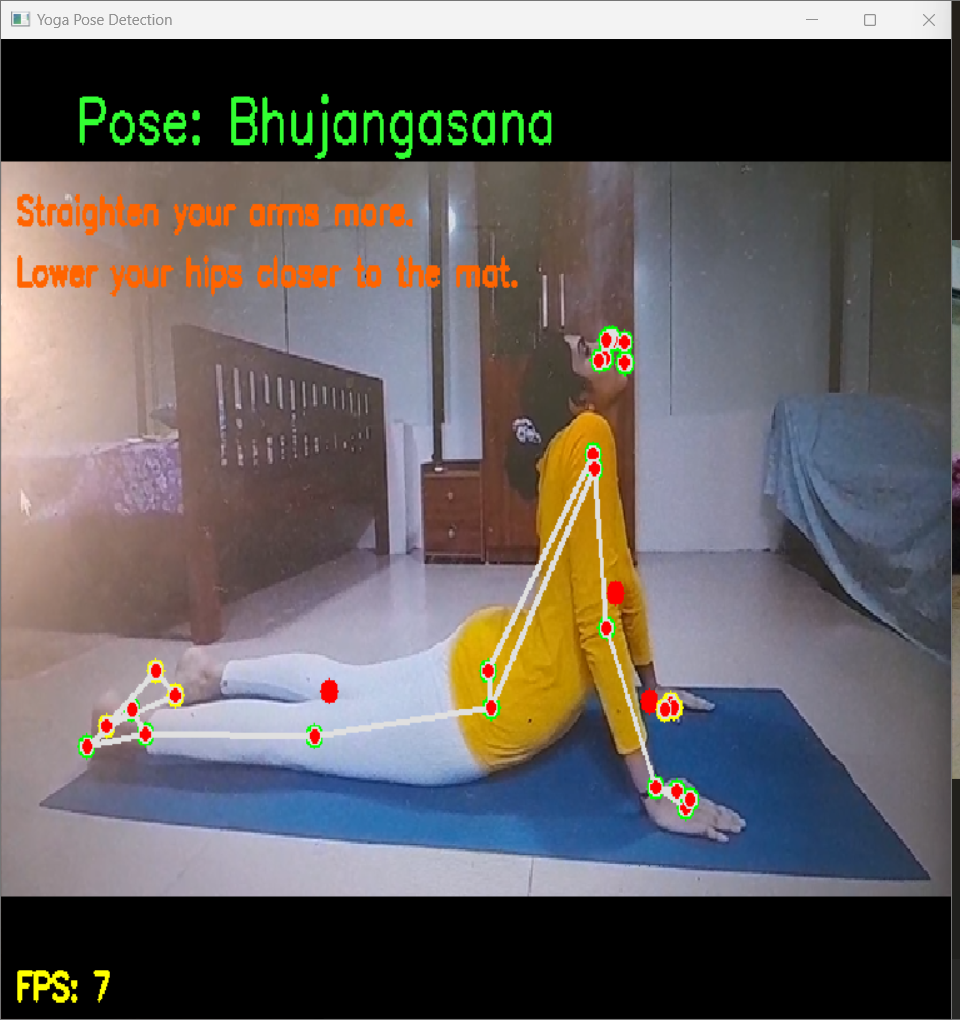 Yoga Pose Detection
Pose: Bhujangasana
Straighten your arms more.
Lower your hips closer to the mat.
FPS: 7